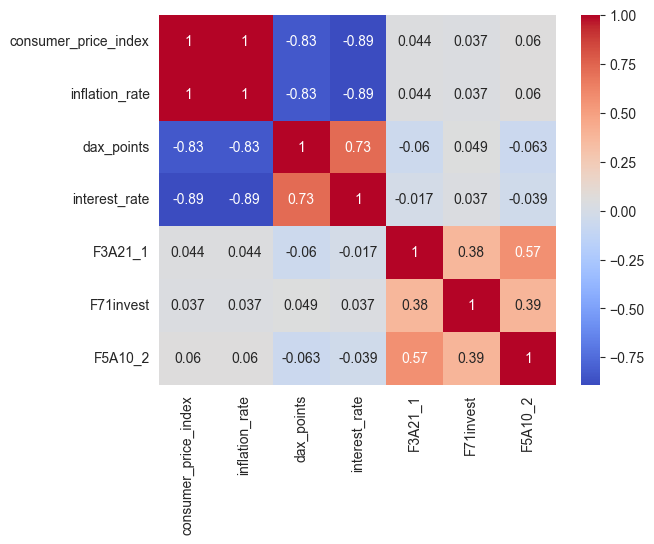 consumer_price_index 1 1 -0.83 -0.89 0.044 0.037 0.06
inflation_rate 1 1 -0.83 -0.89 0.044 0.037 0.06
dax_points -0.83 -0.83 1 0.73 -0.06 0.049 -0.063
interest_rate -0.89 -0.89 0.73 1 -0.017 0.037 -0.039
F3A21_1 0.044 0.044 -0.06 -0.017 1 0.38 0.57
F71invest 0.037 0.037 0.049 0.037 0.38 1 0.39
F5A10_2 0.06 0.06 -0.063 -0.039 0.57 0.39 1
consumer_price_index
inflation_rate
dax_points
interest_rate
F3A21_1
F71invest
F5A10_2
1.00
0.75
0.50
0.25
0.00
-0.25
-0.50
-0.75